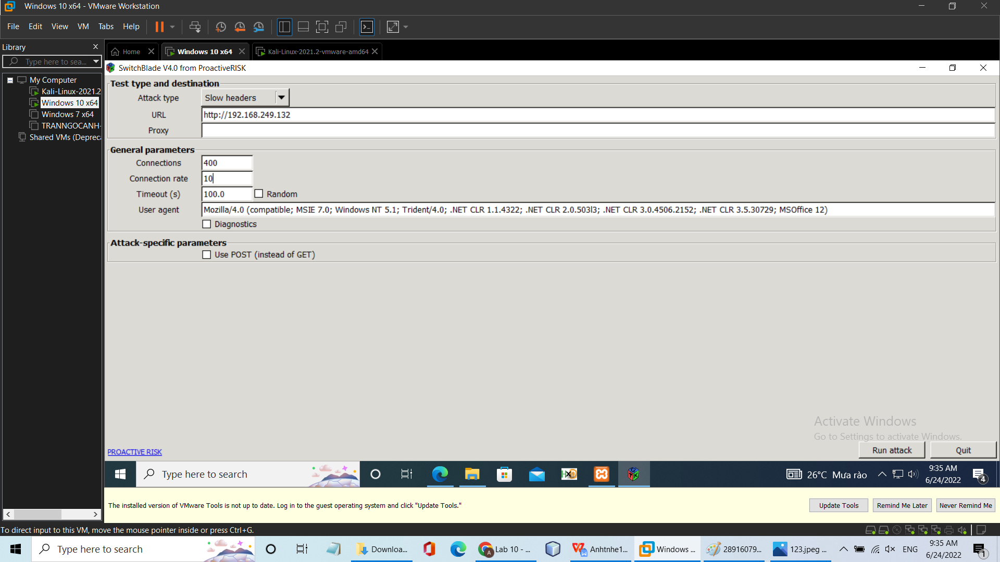 Windows 10 x64 - VMware Workstation
File Edit View VM Tabs Help
Library
Type here to sea...
My Computer
Kali-Linux-2021.2
Windows 10 x64
Windows 7 x64
TRANNGOCANH-
Shared VMs (Depreca
Home
Windows 10 x64
Kali-Linux-2021.2-vmware-amd64
SwitchBlade V4.0 from ProactiveRISK
Test type and destination
Attack type Slow headers
URL http://192.168.249.132
Proxy
General parameters
Connections 400
Connection rate 10
Timeout (s) 100.0 Random
User agent Mozilla/4.0 (compatible; MSIE 7.0; Windows NT 5.1; Trident/4.0; .NET CLR 1.1.4322; .NET CLR 2.0.503l3; .NET CLR 3.0.4506.2152; .NET CLR 3.5.30729; MSOffice 12)
Diagnostics
Attack-specific parameters
Use POST (instead of GET)
Activate Windows
Go to Settings to activate Windows.
PROACTIVE RISK
Run attack Quit
Type here to search
26°C Mưa rào
9:35 AM
6/24/2022
4
The installed version of VMware Tools is not up to date. Log in to the guest operating system and click "Update Tools."
Update Tools Remind Me Later Never Remind Me
To direct input to this VM, move the mouse pointer inside or press Ctrl+G.
Type here to search
Downloa...
Lab 10 - ...
Anhtnhe1...
Windows ...
28916079...
123.jpeg ...
ENG
9:35 AM
6/24/2022
1